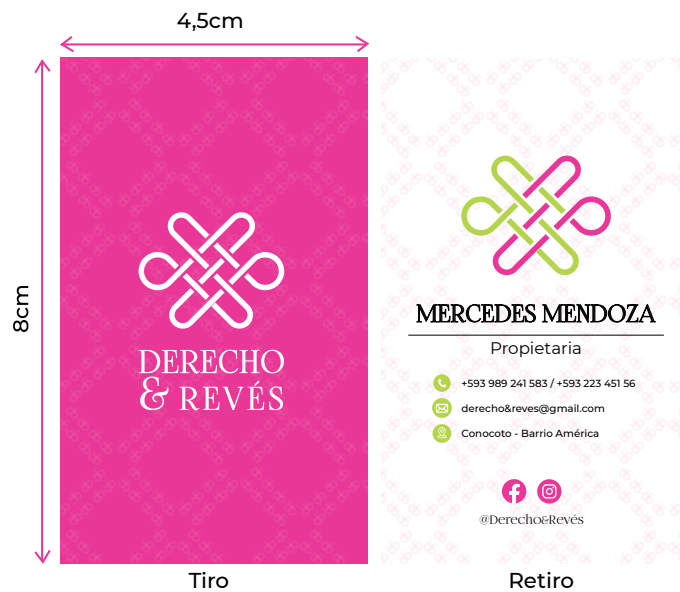 4,5cm
8cm
DERECHO
& REVÉS
Tiro
MERCEDES MENDOZA
Propietaria
+593 989 241 583 / +593 223 451 56
derecho&reves@gmail.com
Conocoto - Barrio América
@Derecho&Revés
Retiro